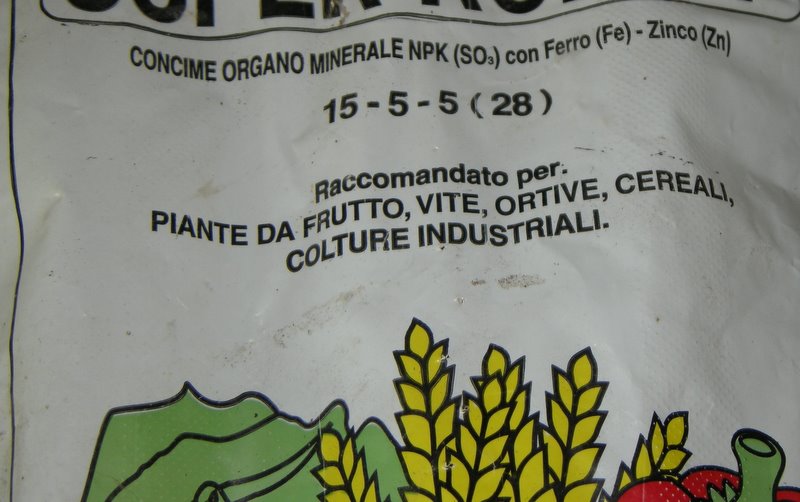 CONCIME ORGANO MINERALE NPK (SO₃) con Ferro (Fe) - Zinco (Zn)
15 - 5 - 5 ( 28 )
Raccomandato per:
PIANTE DA FRUTTO, VITE, ORTIVE, CEREALI,
COLTURE INDUSTRIALI.